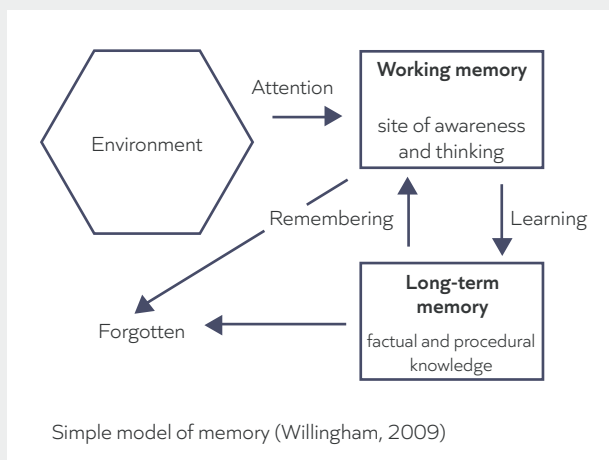 Environment
Attention
Working memory
site of awareness
and thinking
Remembering
Learning
Long-term
memory
factual and procedural
knowledge
Forgotten
Simple model of memory (Willingham, 2009)